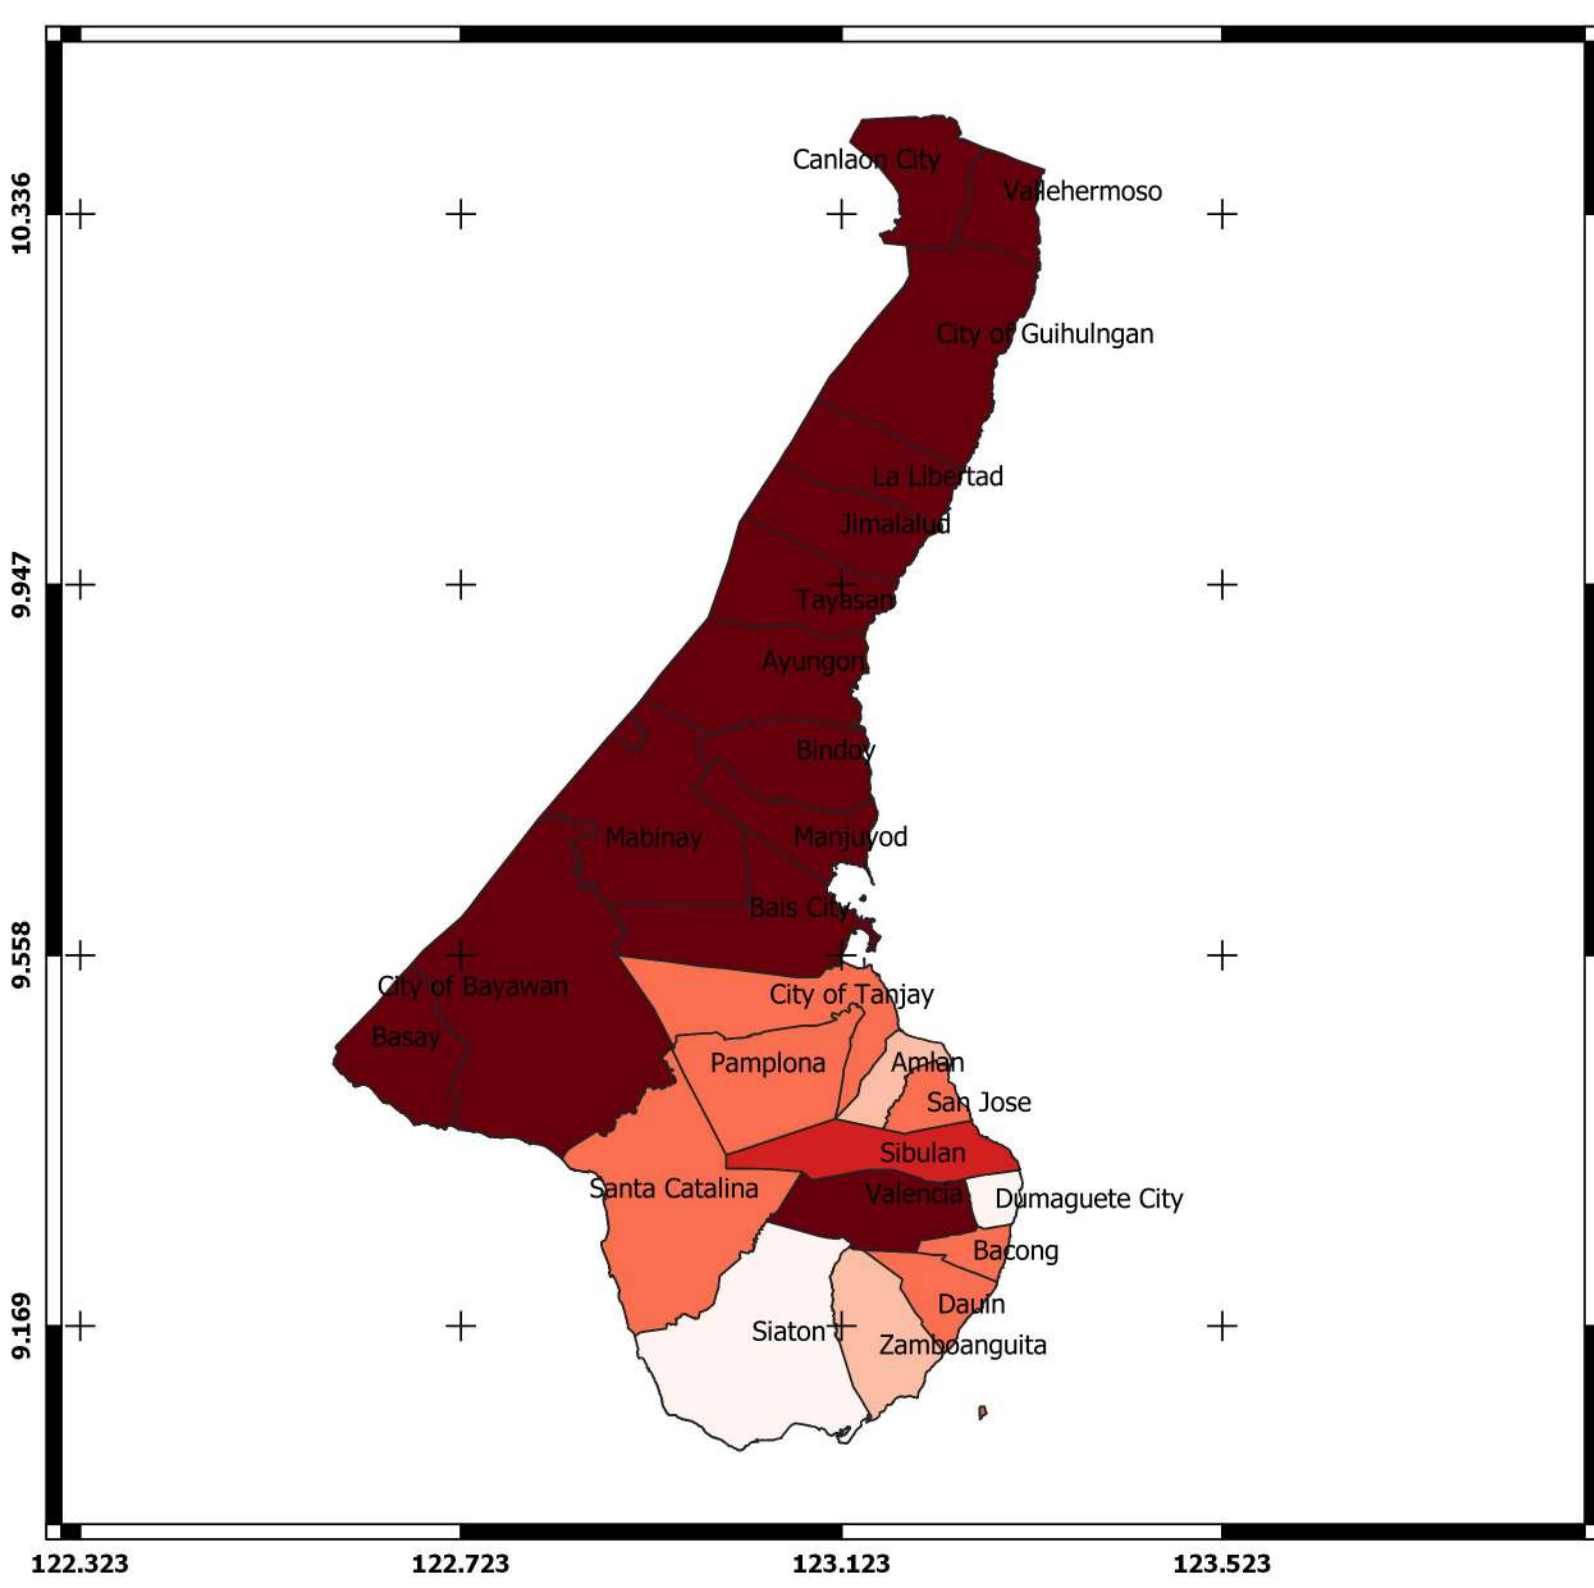 Canlaon City
Vallehermoso
10.336
City of Guihulngan
La Libertad
Jimalalud
9.947
Tayasan
Ayungon
Bindoy
Mabinay
Manjuyod
Bais City
9.558
City of Bayawan
City of Tanjay
Basay
Pamplona
Amlan
San Jose
Sibulan
Santa Catalina
Valencia
Dumaguete City
Bacong
Dauin
9.169
Siaton
Zamboanguita
122.323
122.723
123.123
123.523